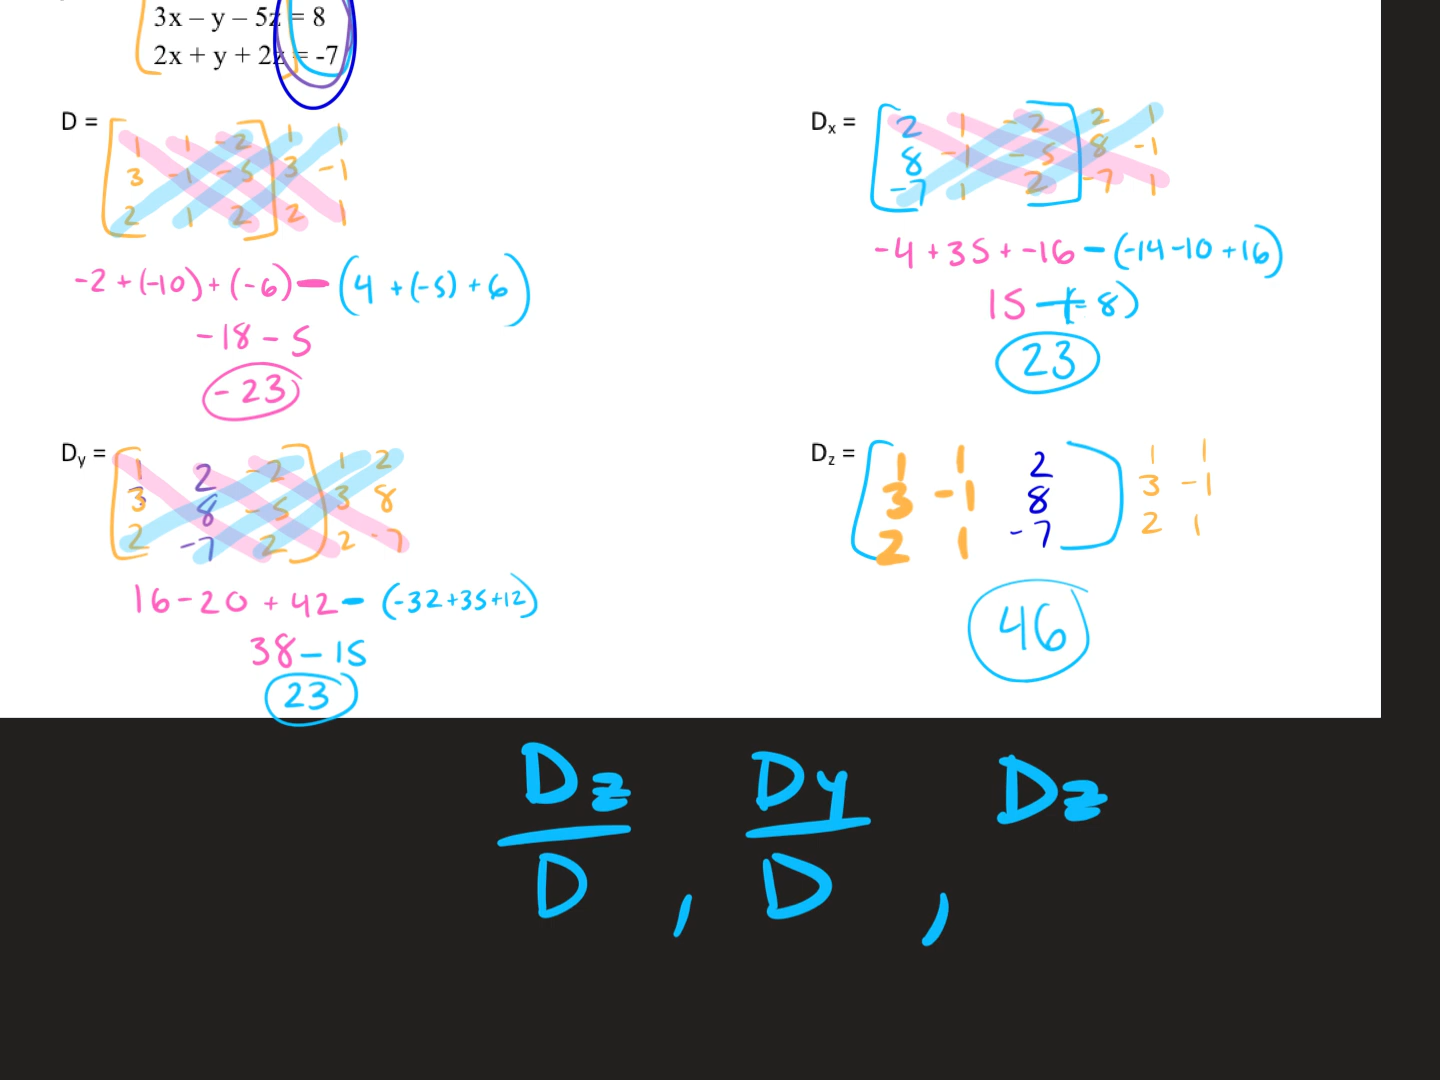 3x – y – 5z = 8
2x + y + 2z = -7
D =
1 1 -2 1 1
3 -1 -5 3 -1
2 1 2 2 1
-2 + (-10) + (-6) - (4 + (-5) + 6)
-18 - 5
-23
Dx =
2 1 -2 2 1
8 -1 -5 8 -1
-7 1 2 -7 1
-4 + 35 + -16 - (-14 -10 +16)
15 - (-8)
23
Dy =
1 2 -2 1 2
3 8 -5 3 8
2 -7 2 2 -7
16 - 20 + 42 - (-32 +35 +12)
38 - 15
23
Dz =
1 1 2 1 1
3 -1 8 3 -1
2 1 -7 2 1
46
Dz Dy Dz
D , D ,